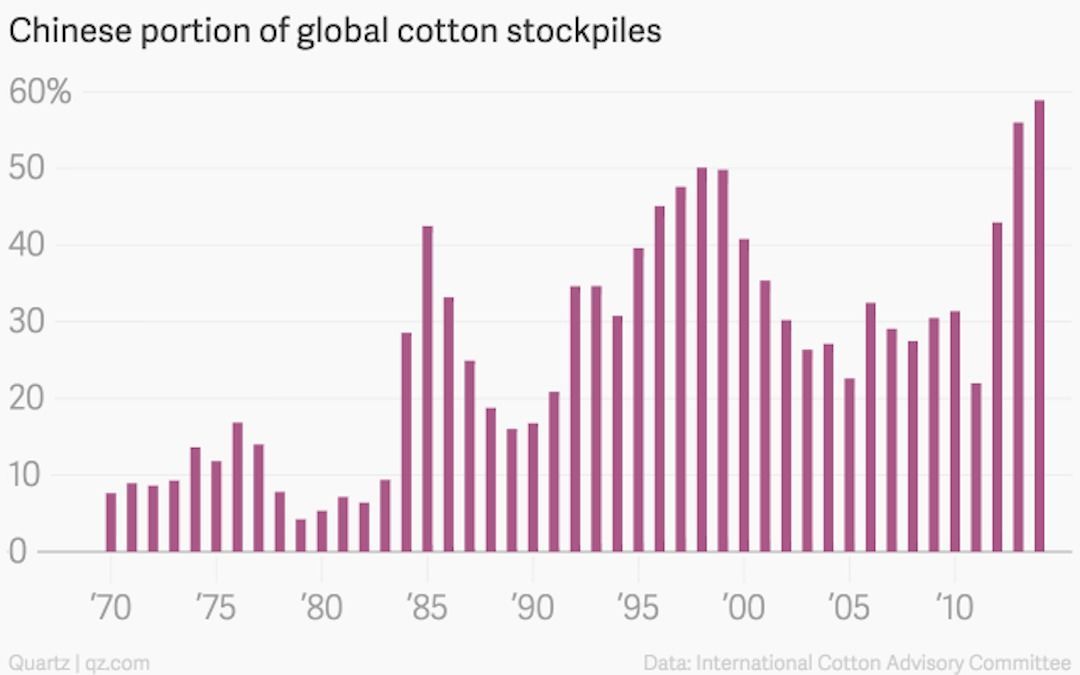 Chinese portion of global cotton stockpiles
60%
50
40
30
20
10
0
'70 '75 '80 '85 '90 '95 '00 '05 '10
Quartz | qz.com Data: International Cotton Advisory Committee